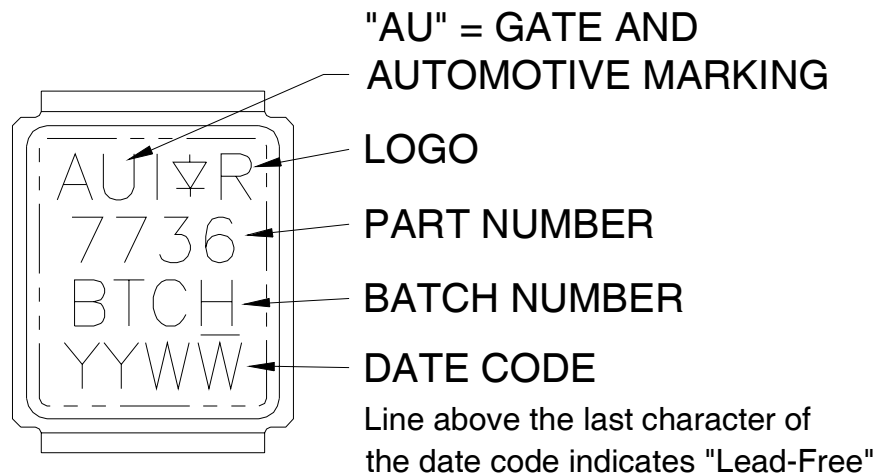 "AU" = GATE AND
AUTOMOTIVE MARKING
AUI R
LOGO
7736
PART NUMBER
BTCH
BATCH NUMBER
YYWW
DATE CODE
Line above the last character of
the date code indicates "Lead-Free"